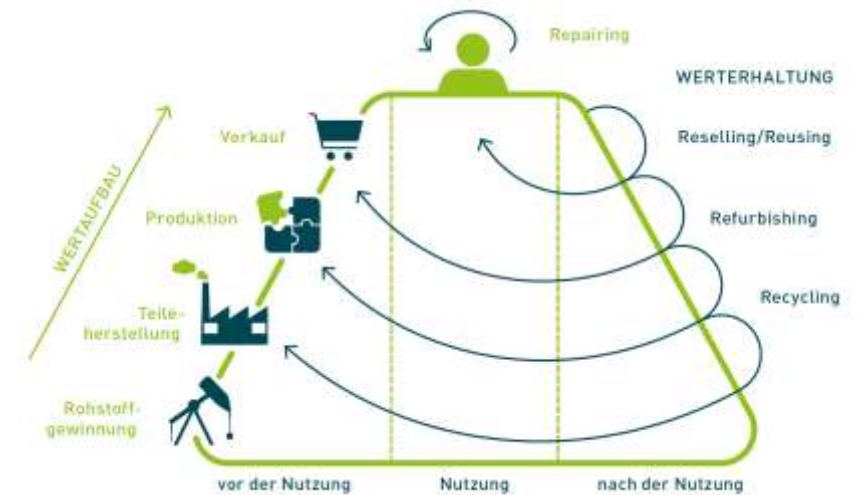 Repairing
WERTERHALTUNG
Verkauf
Reselling/Reusing
WERTAUFBAU
Produktion
Refurbishing
Recycling
Teile-
herstellung
Rohstoff-
gewinnung
vor der Nutzung
Nutzung
nach der Nutzung